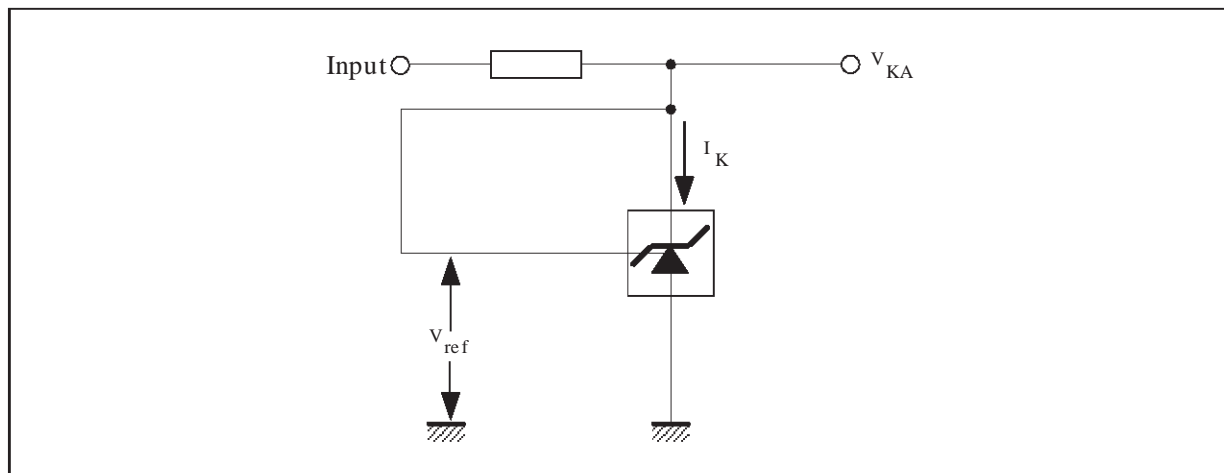 Input
V KA
I K
V ref